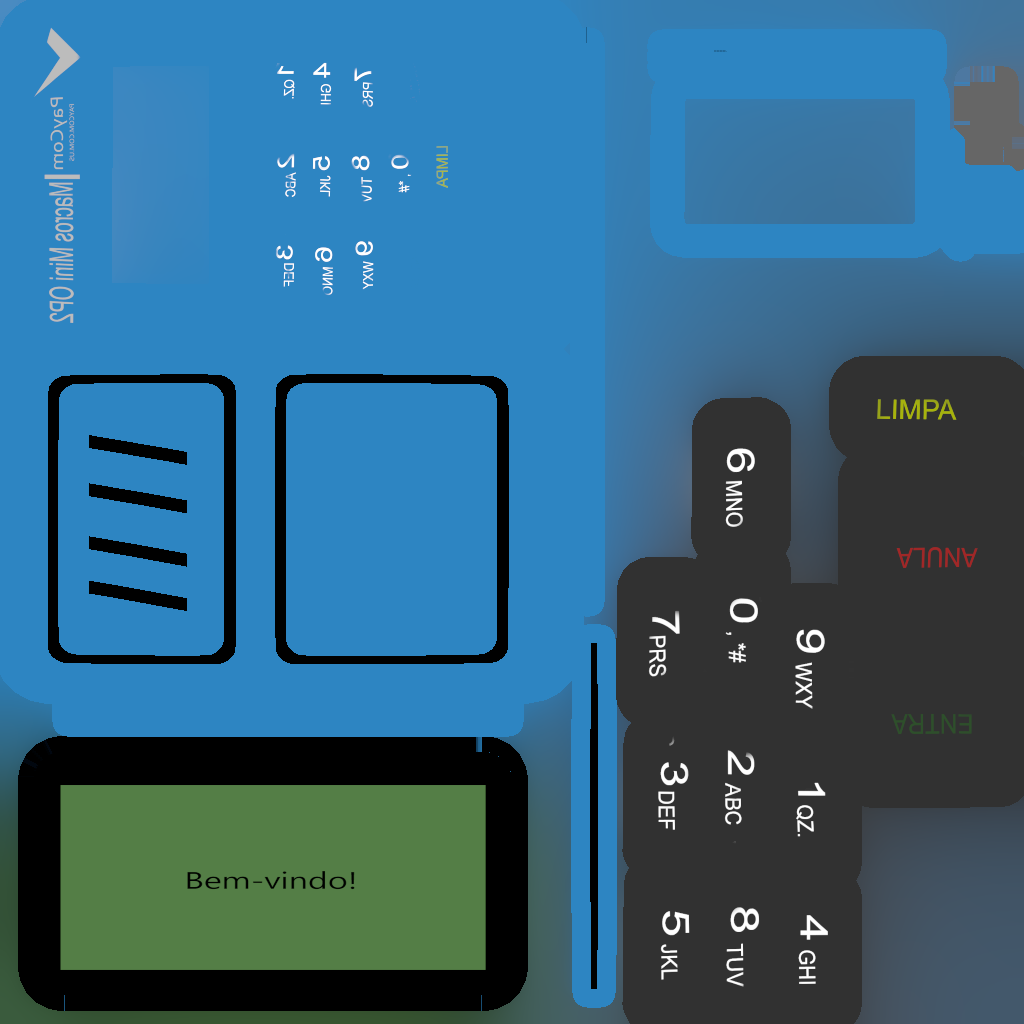 PayComCy
PAYCOM.COM.US
Macros Mini OP2
1 QZ.
4 GHI
7 PRS
2 ABC
5 JKL
8 TUV
0 , *#
LIMPA
3 DEF
6 MNO
9 WXY
LIMPA
6 MNO
ANULA
7 PRS
0 , *#
9 WXY
ENTRA
3 DEF
2 ABC
1 QZ.
5 JKL
8 TUV
4 GHI
Bem-vindo!